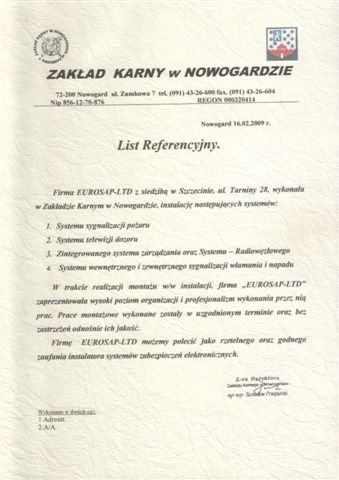 ZAKŁAD KARNY w NOWOGARDZIE
72-200 Nowogard ul. Zamkowa 7 tel, (091) 43-26-600 fax, (091) 43-26-604
Nip 856-12-70-876 REGON 000320414
Nowogard 16.02.2009 r.
List Referencyjny.
Firma EUROSAP-LTD z siedzibą w Szczecinie, ul. Tarniny 28, wykonała
w Zakładzie Karnym w Nowogardzie, instalację następujących systemów:
1. Systemu sygnalizacji pożaru
2. Systemu telewizji dozoru
3. Zintegrowanego systemu zarządzania oraz Systemu – Radiowęzłowego
4. Systemu wewnętrznego i zewnętrznego sygnalizacji włamania i napadu
W trakcie realizacji montażu w/w instalacji, firma „EUROSAP-LTD"
zaprezentowała wysoki poziom organizacji i profesjonalizm wykonania przez nią
prac. Prace montażowe wykonane zostały w uzgodnionym terminie oraz bez
zastrzeżeń odnośnie ich jakość.
Firmę EUROSAP-LTD możemy polecić jako rzetelnego oraz godnego
zaufania instalatora systemów zabezpieczeń elektronicznych.
Z-ca Dyrektora
Zakładu Karnego w Nowogardzie
mjr mgr Stanisław
Wykonano w dwóch egz.
1.Adresat
2.A/A